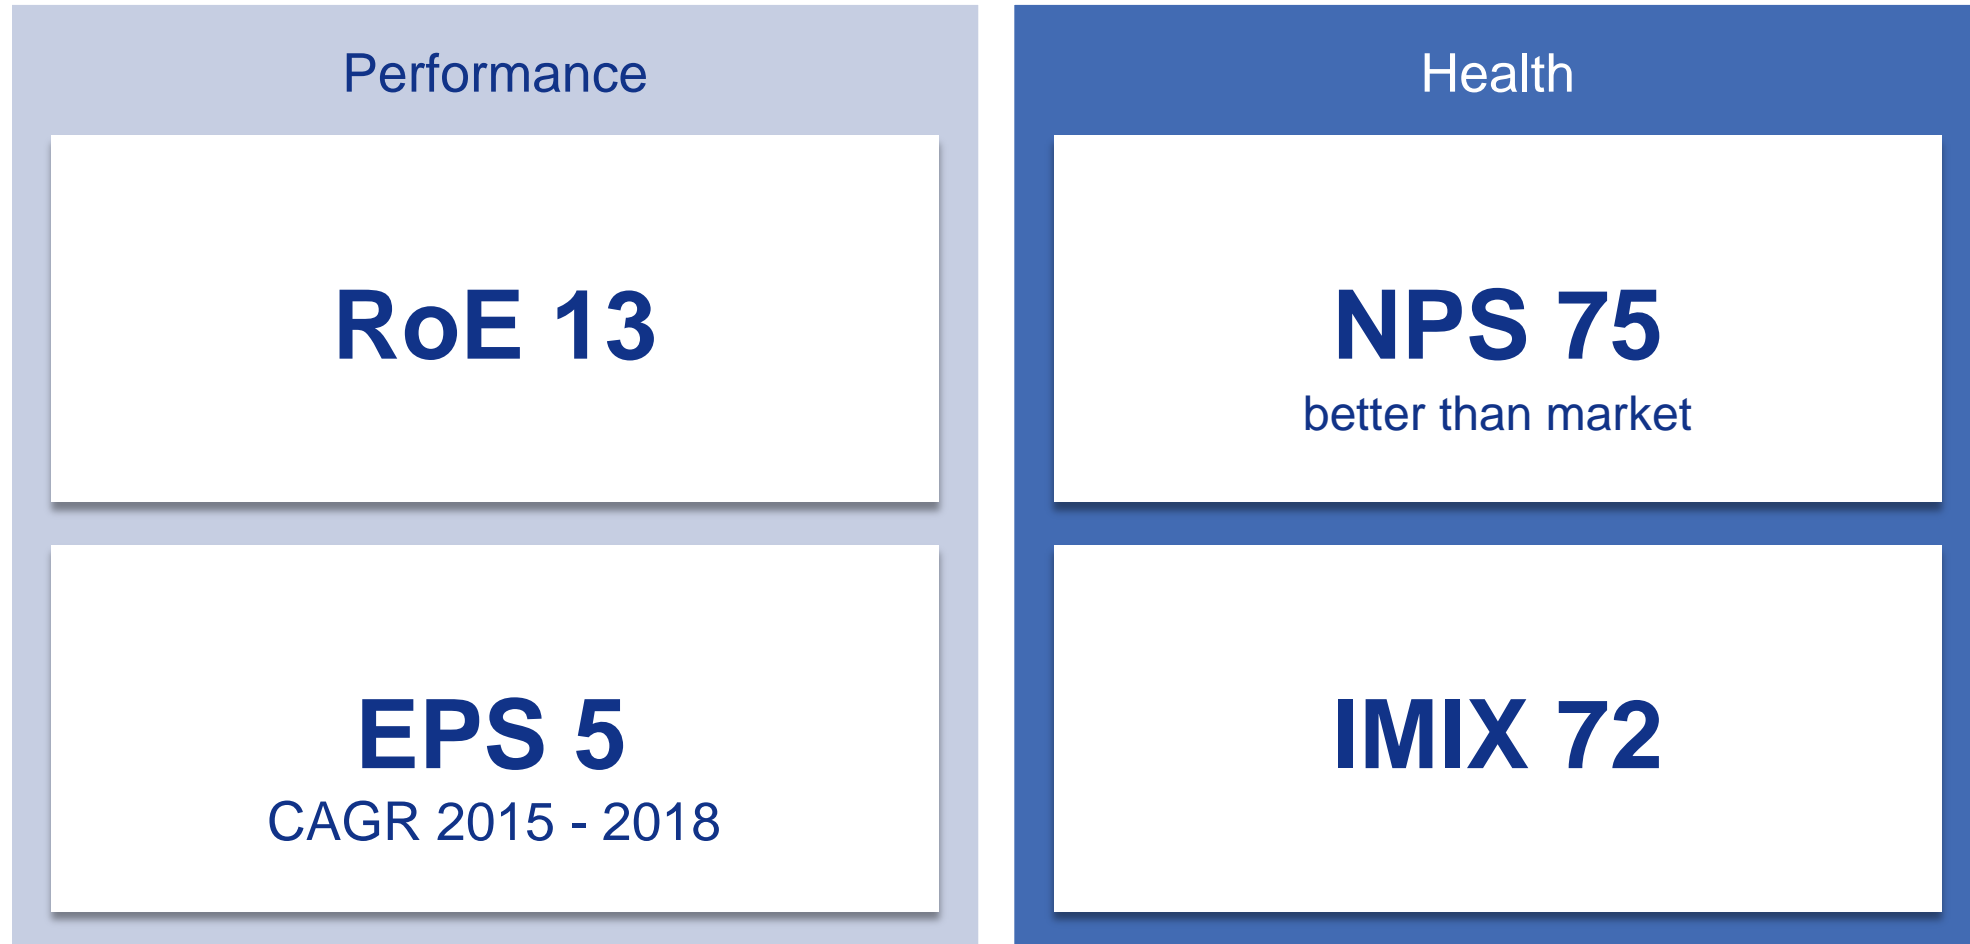 Performance
RoE 13
EPS 5
CAGR 2015 - 2018
Health
NPS 75
better than market
IMIX 72